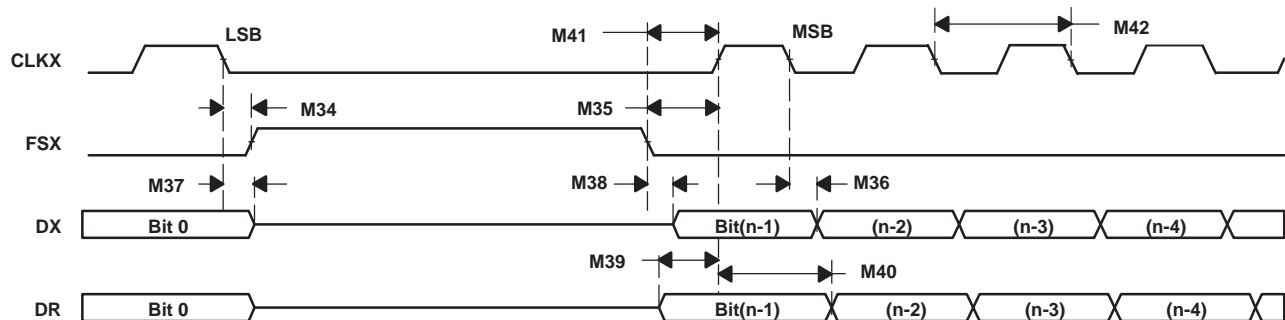 LSB
M41
MSB
M42
CLKX
M34
M35
FSX
M37
M38
M36
DX
Bit 0
Bit(n-1)
(n-2)
(n-3)
(n-4)
M39
M40
DR
Bit 0
Bit(n-1)
(n-2)
(n-3)
(n-4)